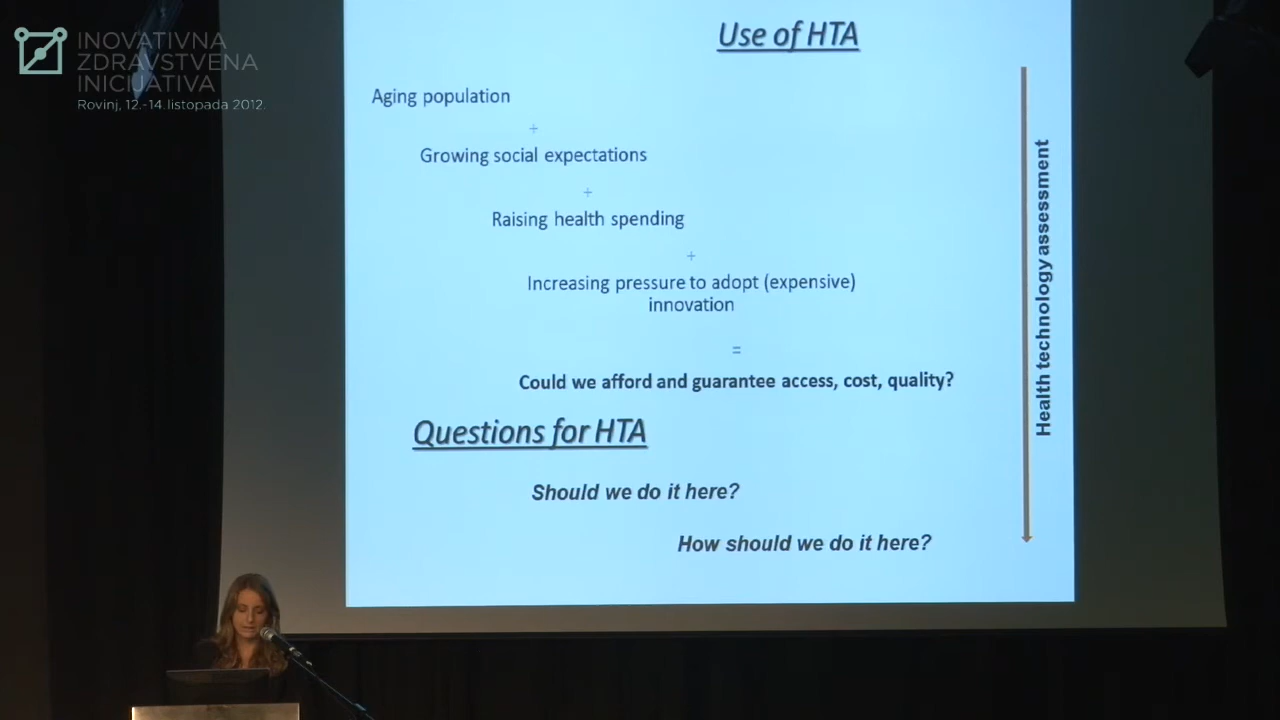 INOVATIVNA
ZDRAVSTVENA
INICIJATIVA
Rovinj, 12.-14.listopada 2012.
Use of HTA
Aging population
+
Growing social expectations
+
Raising health spending
+
Increasing pressure to adopt (expensive)
innovation
=
Could we afford and guarantee access, cost, quality?
Questions for HTA
Should we do it here?
How should we do it here?
Health technology assessment